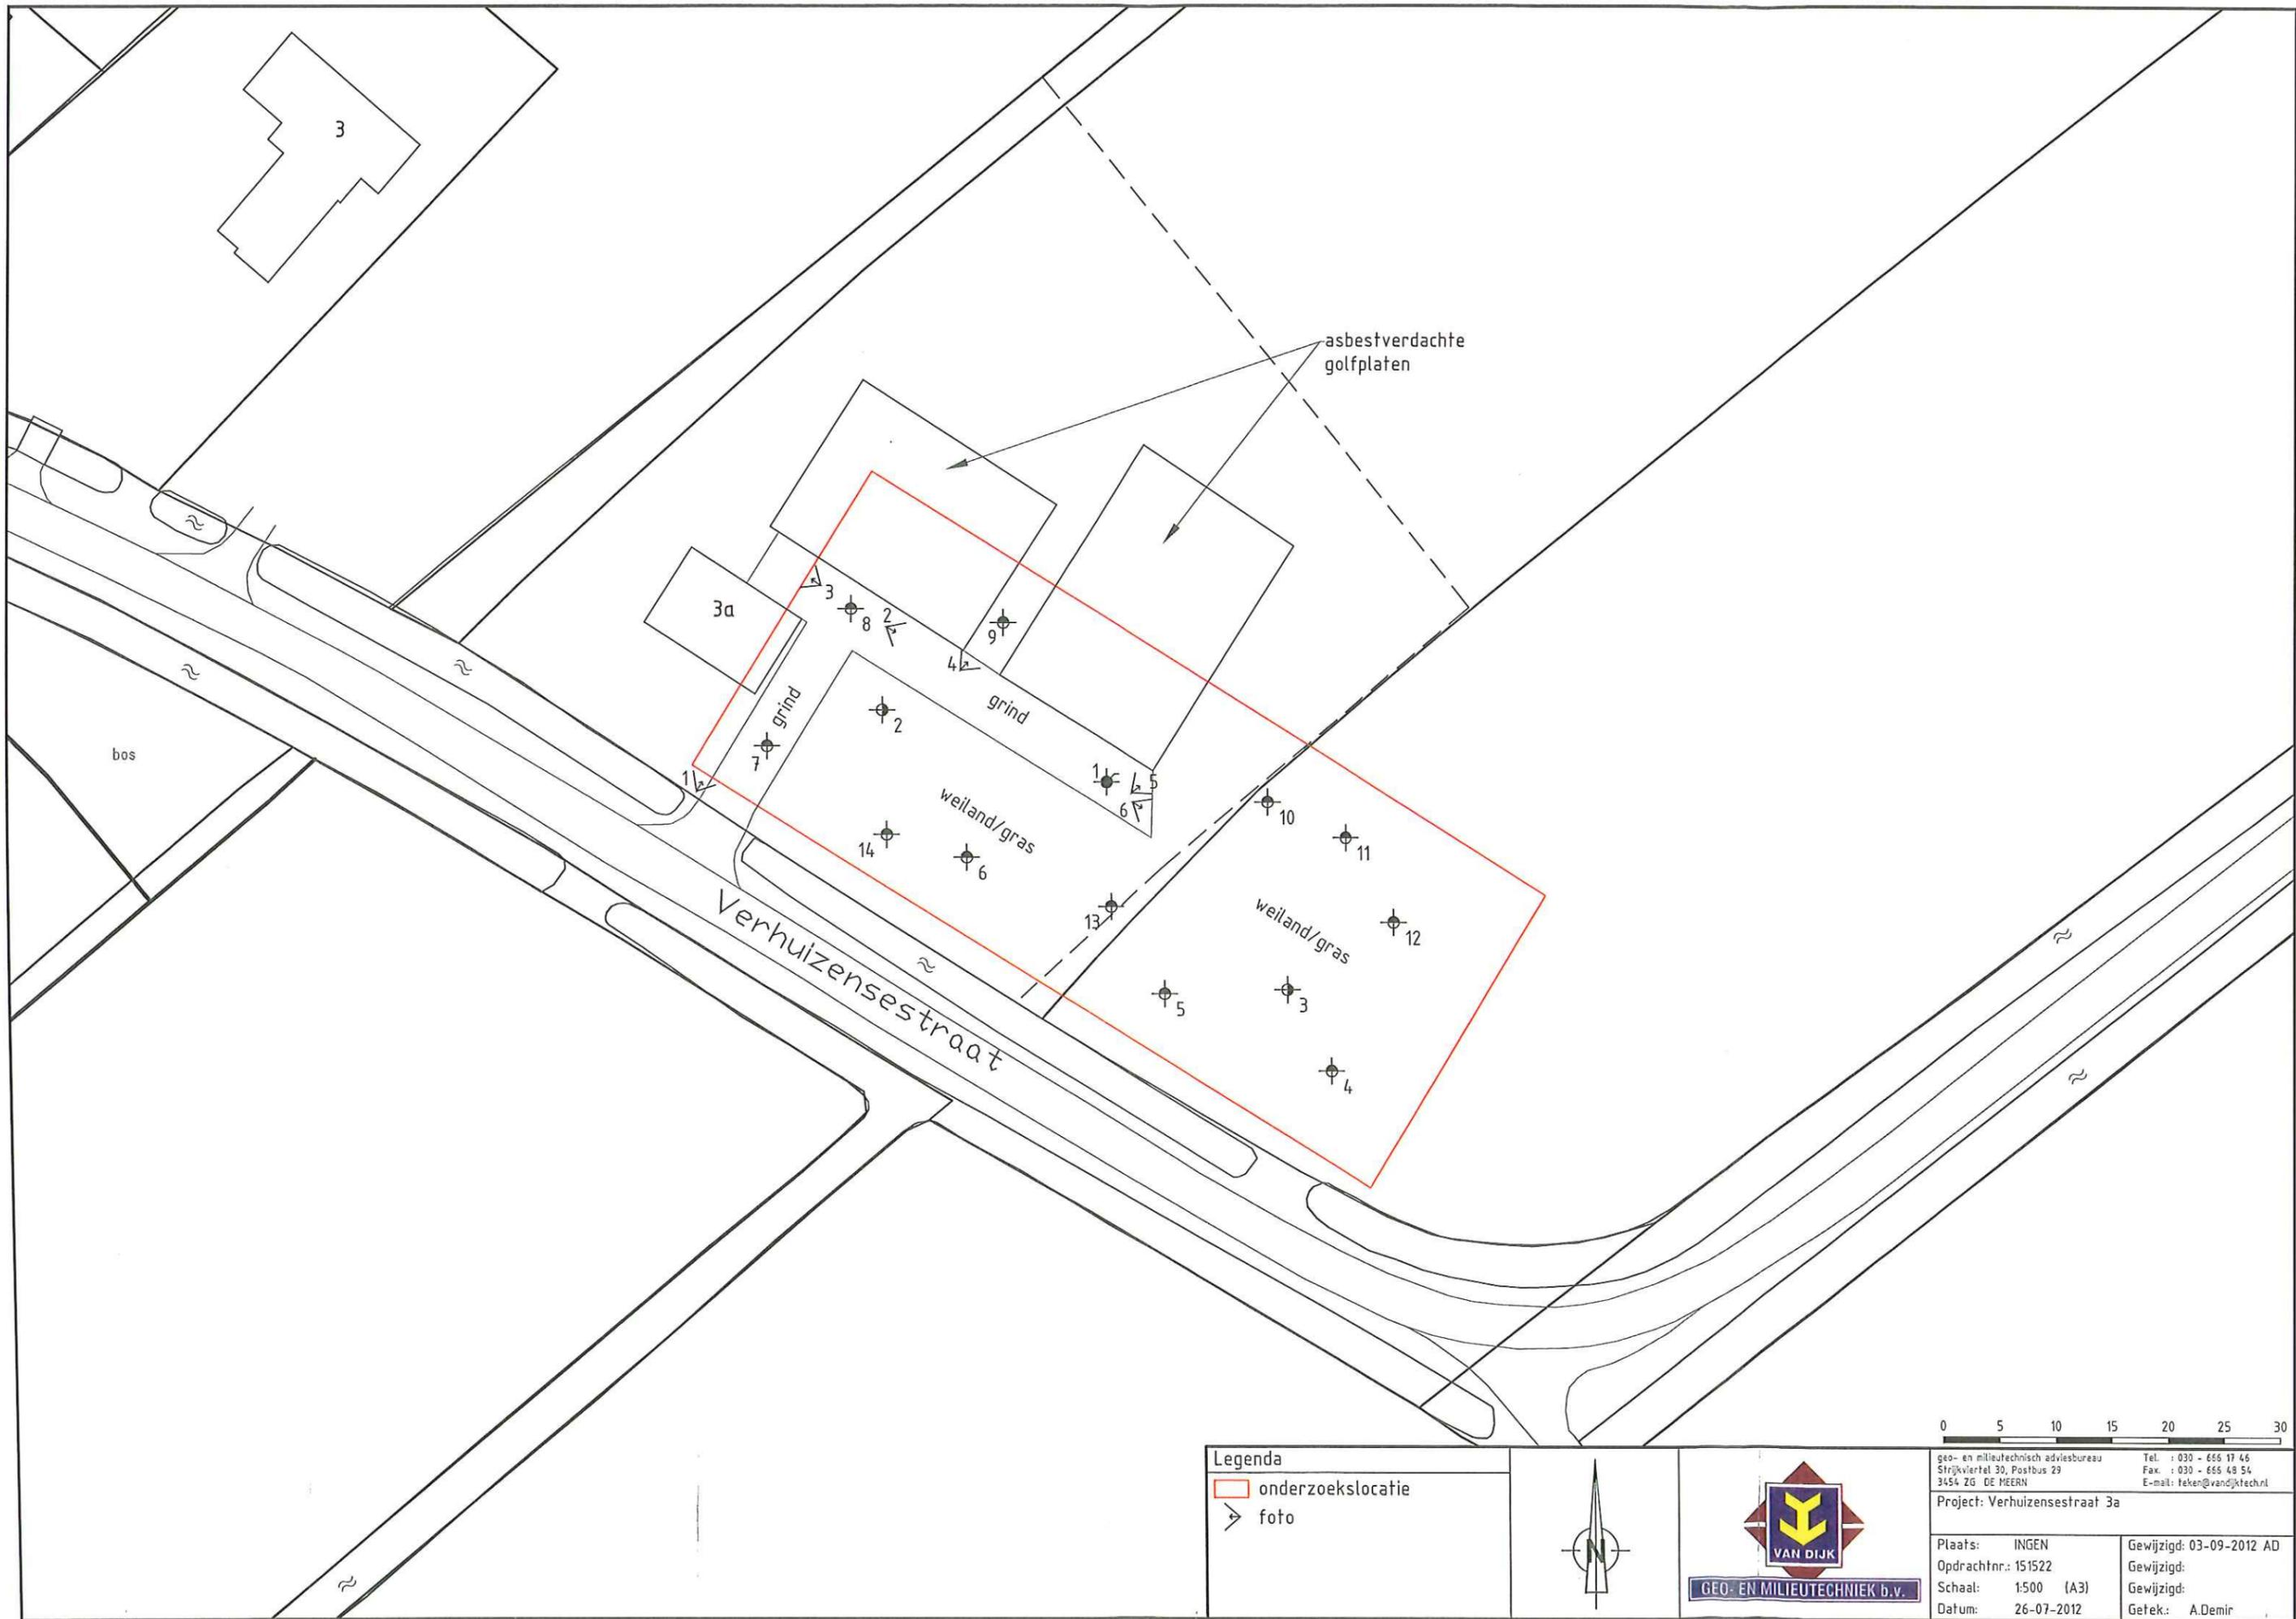 3
asbestverdachte
golfplaten
3a
3
8
2
9
4
grind
grind
2
7
1
1
5
6
10
11
weiland/gras
14
6
13
12
weiland/gras
bos
Verhuizensestraat
5
3
4
0 5 10 15 20 25 30
Legenda
onderzoekslocatie
foto
N
VAN DIJK
GEO- EN MILIEUTECHNIEK b.v.
geo- en milieutechnisch adviesbureau
Strijkviertel 30, Postbus 29
3454 ZG DE MEERN
Tel. : 030 - 666 17 46
Fax. : 030 - 666 48 54
E-mail: teken@vandijktech.nl
Project: Verhuizensestraat 3a
Plaats: INGEN
Opdrachtnr.: 151522
Schaal: 1:500 (A3)
Datum: 26-07-2012
Gewijzigd: 03-09-2012 AD
Gewijzigd:
Gewijzigd:
Getek.: A.Demir